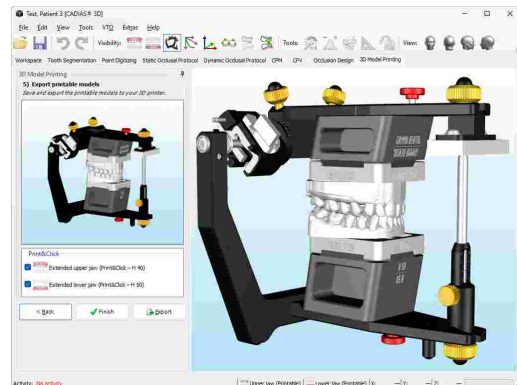 Test, Patient 3 [CADIAS® 3D]
File Edit View Tools VTO Extras Help
Visibility: Tools: View:
Workspace Tooth Segmentation Point Digitizing Static Occlusal Protocol Dynamic Occlusal Protocol CPM CPV Occlusion Design 3D Model Printing
3D Model Printing
5) Export printable models
Save and export the printable models to your 3D printer.
Print&Click
Extended upper jaw (Print&Click - H 40)
Extended lower jaw (Print&Click - H 50)
< Back Finish Export
Activity: No activity Upper Jaw (Printable) Lower Jaw (Printable) X: —| Y: —| Z: —